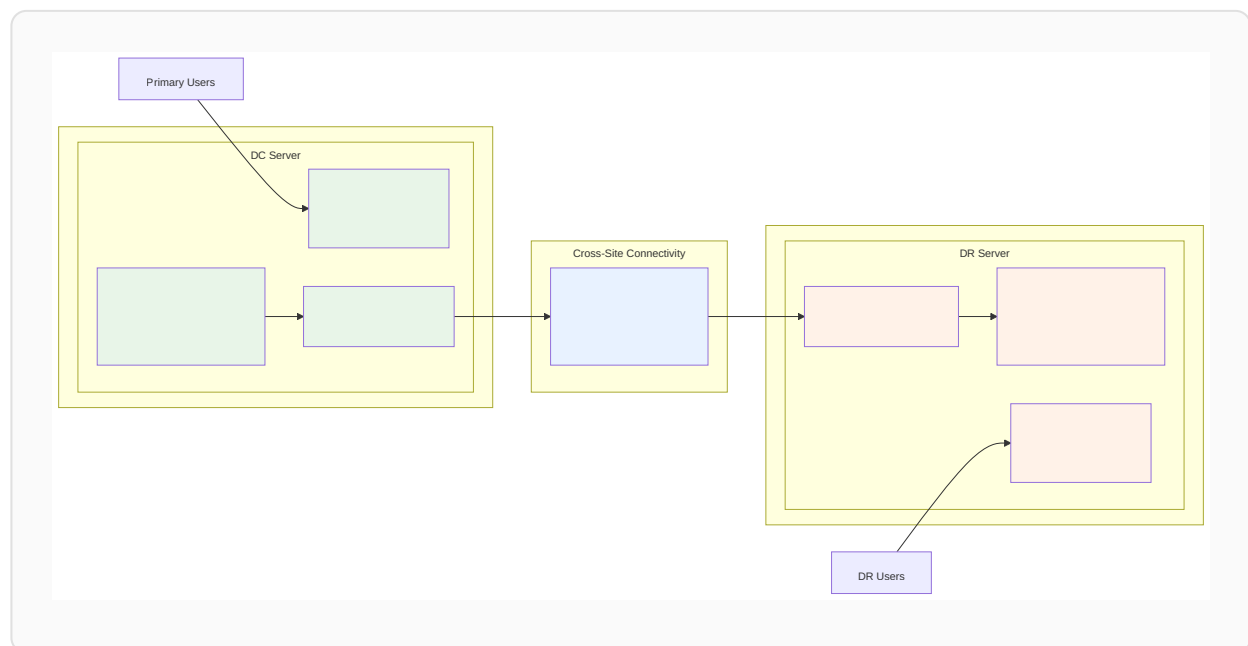 Primary Users
DC Server
Cross-Site Connectivity
DR Server
DR Users